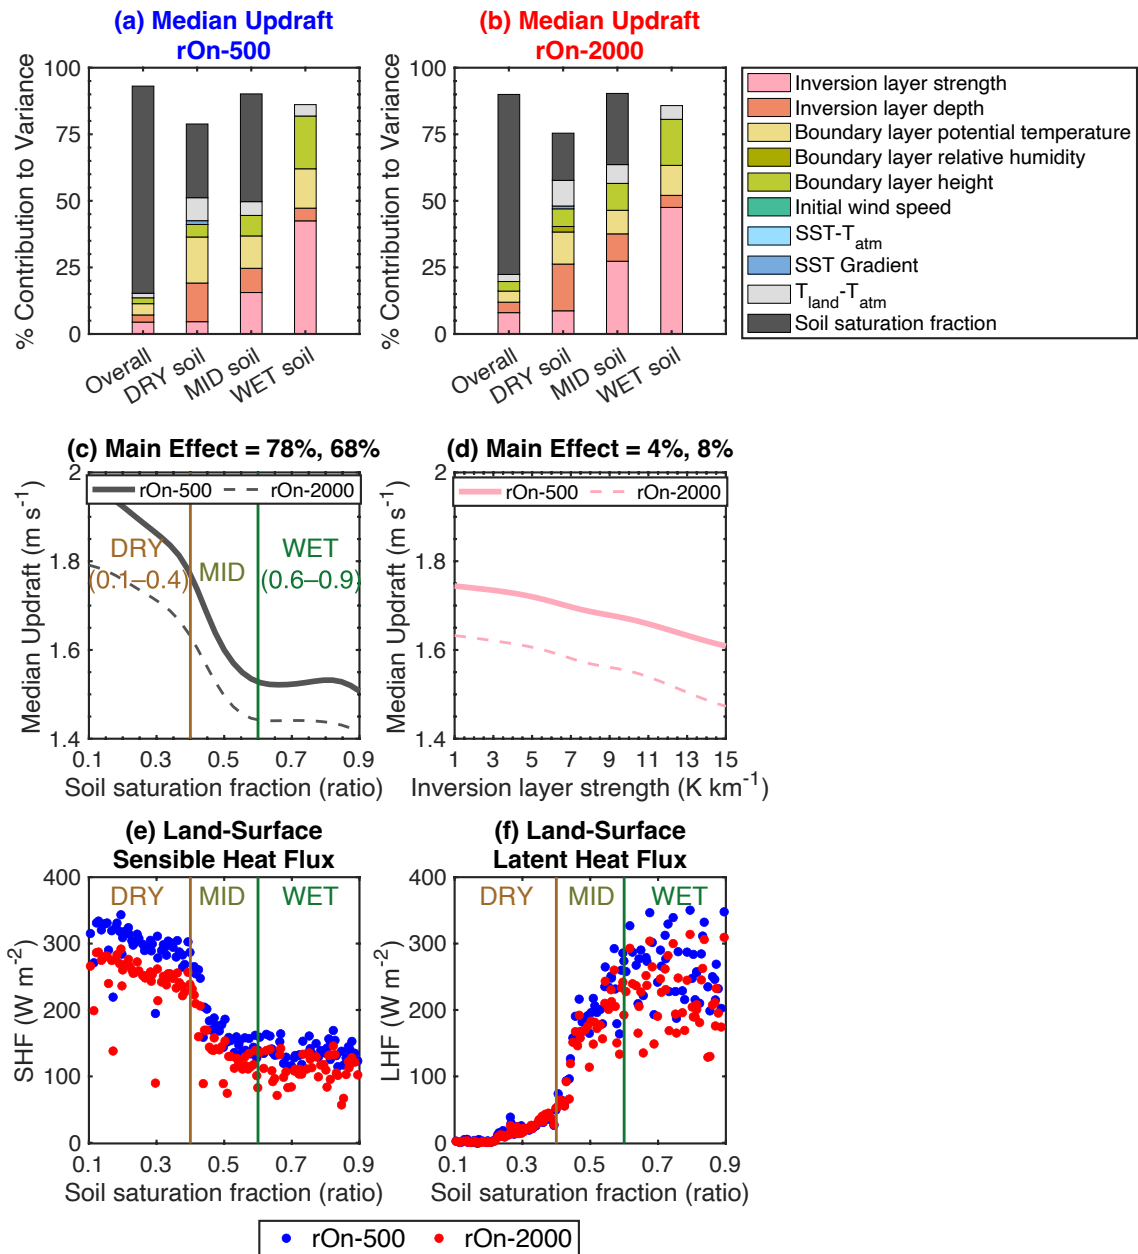 (a) Median Updraft
rOn-500
(b) Median Updraft
rOn-2000
% Contribution to Variance
100
75
50
25
0
Overall
DRY soil
MID soil
WET soil
% Contribution to Variance
100
75
50
25
0
Overall
DRY soil
MID soil
WET soil
Inversion layer strength
Inversion layer depth
Boundary layer potential temperature
Boundary layer relative humidity
Boundary layer height
Initial wind speed
SST-T_atm
SST Gradient
T_land-T_atm
Soil saturation fraction
(c) Main Effect = 78%, 68%
Median Updraft (m s^-1)
2
1.8
1.6
1.4
rOn-500
rOn-2000
DRY
(0.1–0.4)
MID
WET
(0.6–0.9)
0.1 0.3 0.5 0.7 0.9
Soil saturation fraction (ratio)
(d) Main Effect = 4%, 8%
Median Updraft (m s^-1)
2
1.8
1.6
1.4
rOn-500
rOn-2000
1 3 5 7 9 11 13 15
Inversion layer strength (K km^-1)
(e) Land-Surface
Sensible Heat Flux
SHF (W m^-2)
400
300
200
100
0
DRY MID WET
0.1 0.3 0.5 0.7 0.9
Soil saturation fraction (ratio)
(f) Land-Surface
Latent Heat Flux
LHF (W m^-2)
400
300
200
100
0
DRY MID WET
0.1 0.3 0.5 0.7 0.9
Soil saturation fraction (ratio)
rOn-500 rOn-2000